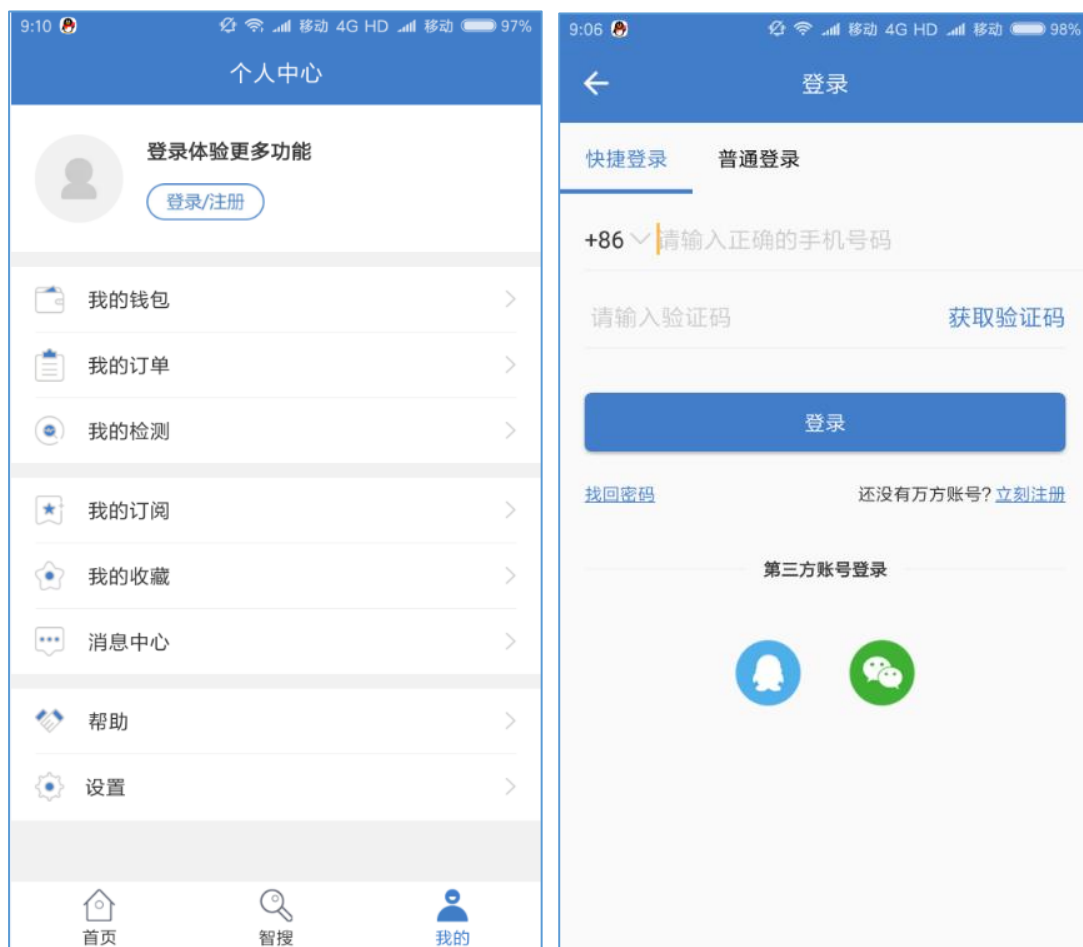 9:10
移动 4G HD 移动 97%
个人中心
登录体验更多功能
登录/注册
我的钱包
我的订单
我的检测
我的订阅
我的收藏
消息中心
帮助
设置
首页
智搜
我的
9:06
移动 4G HD 移动 98%
登录
快捷登录 普通登录
+86 请输入正确的手机号码
请输入验证码 获取验证码
登录
找回密码 还没有万方账号? 立刻注册
第三方账号登录